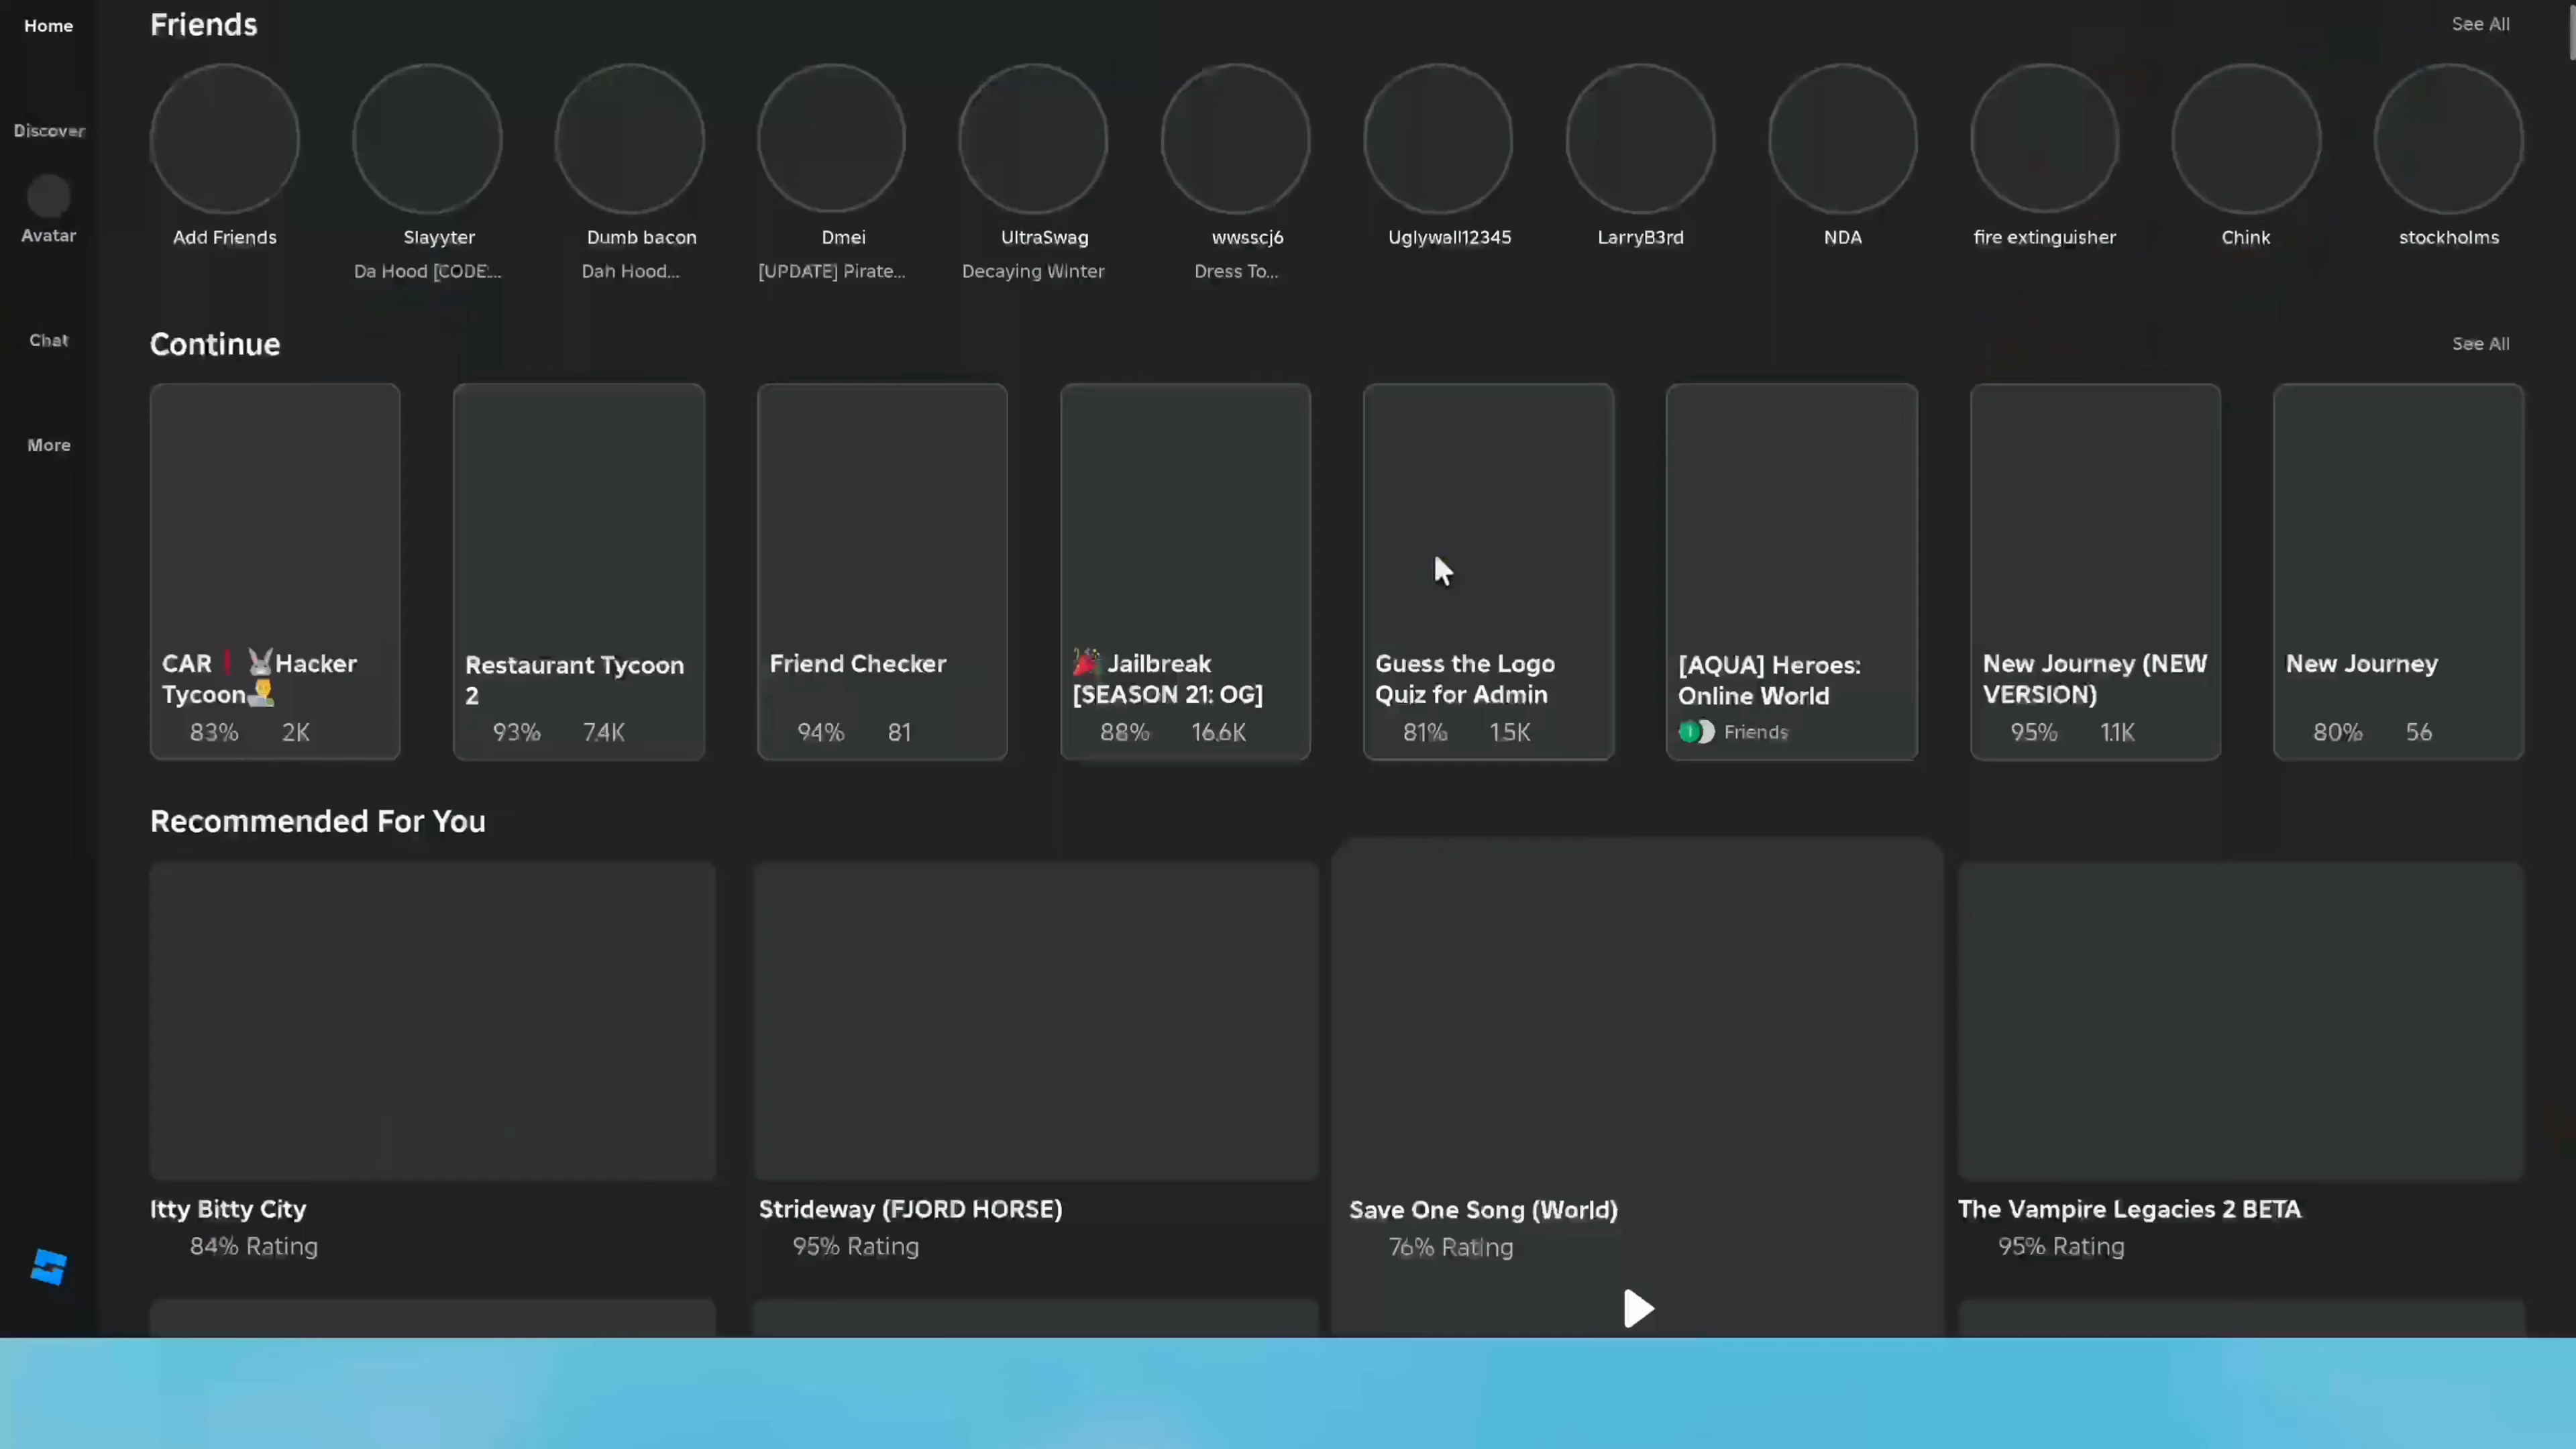 Home
Friends
See All
Discover
Avatar
Add Friends
Slayyter
Dumb bacon
Dmei
UltraSwag
wwsscj6
Uglywall12345
LarryB3rd
NDA
fire extinguisher
Chink
stockholms
Da Hood [CODE:...
Dah Hood...
[UPDATE] Pirate...
Decaying Winter
Dress To...
Chat
Continue
See All
More
CAR❗🐰Hacker
Tycoon👨‍💻
83% 2K
Restaurant Tycoon
2
93% 7.4K
Friend Checker
94% 81
🎉 Jailbreak
[SEASON 21: OG]
88% 16.6K
Guess the Logo
Quiz for Admin
81% 1.5K
[AQUA] Heroes:
Online World
Friends
New Journey (NEW
VERSION)
95% 1.1K
New Journey
80% 56
Recommended For You
Itty Bitty City
84% Rating
Strideway (FJORD HORSE)
95% Rating
Save One Song (World)
76% Rating
The Vampire Legacies 2 BETA
95% Rating